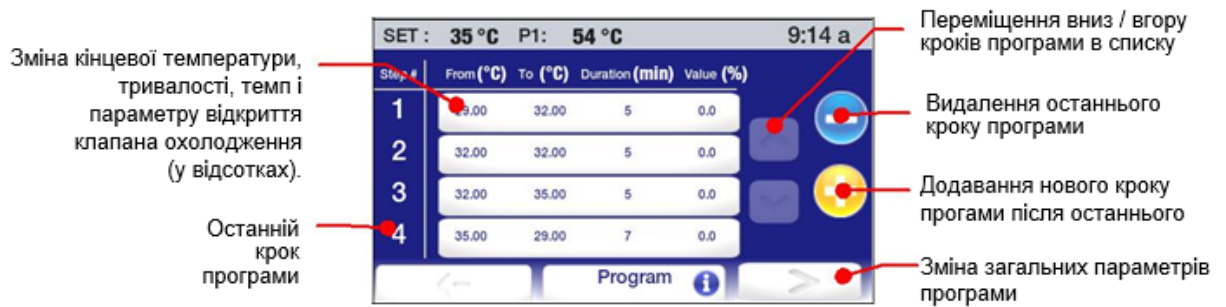 Зміна кінцевої температури,
тривалості, темп і
параметру відкриття
клапана охолодження
(у відсотках).
Останній
крок
програми
SET : 35 °C P1: 54 °C 9:14 a
Step # From (°C) To (°C) Duration (min) Value (%)
1 29.00 32.00 5 0.0
2 32.00 32.00 5 0.0
3 32.00 35.00 5 0.0
4 35.00 29.00 7 0.0
Program i
Переміщення вниз / вгору
кроків програми в списку
Видалення останнього
кроку програми
Додавання нового кроку
прогами після останнього
Зміна загальних параметрів
програми